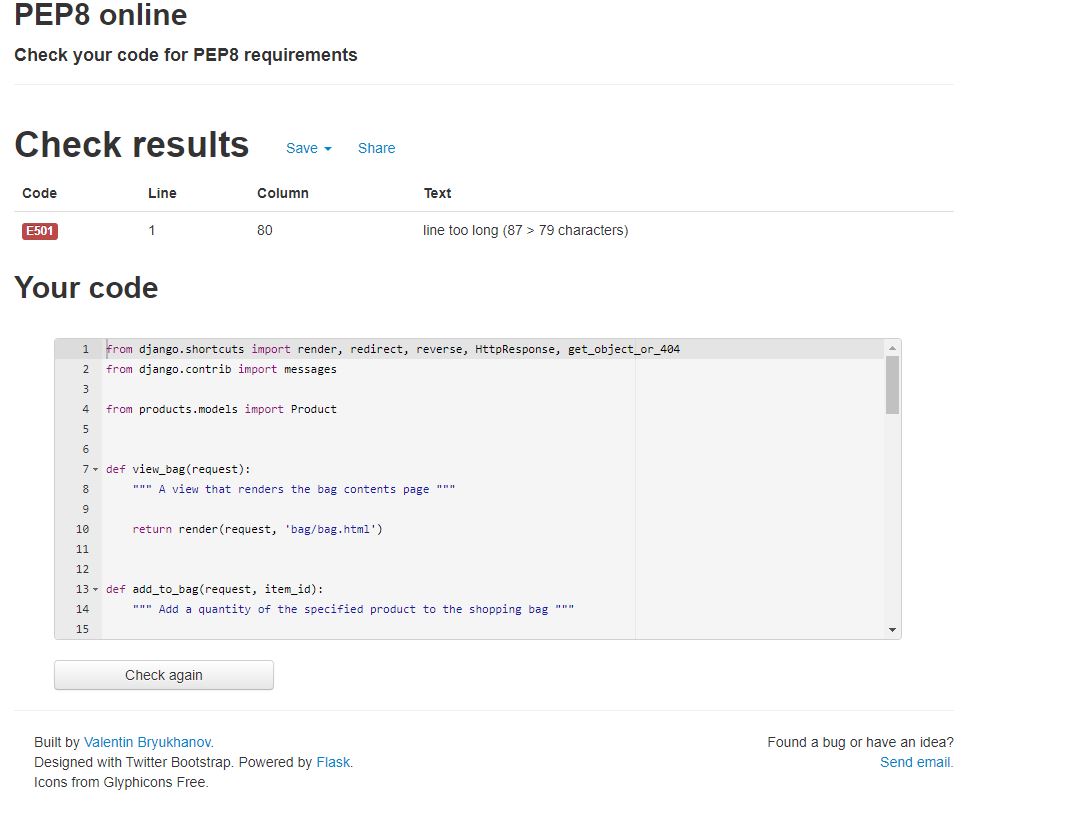 PEP8 online
Check your code for PEP8 requirements
Check results Save Share
Code Line Column Text
E501 1 80 line too long (87 > 79 characters)
Your code
1 from django.shortcuts import render, redirect, reverse, HttpResponse, get_object_or_404
2 from django.contrib import messages
3
4 from products.models import Product
5
6
7 def view_bag(request):
8 """ A view that renders the bag contents page """
9
10 return render(request, 'bag/bag.html')
11
12
13 def add_to_bag(request, item_id):
14 """ Add a quantity of the specified product to the shopping bag """
15
Check again
Built by Valentin Bryukhanov.
Designed with Twitter Bootstrap. Powered by Flask.
Icons from Glyphicons Free.
Found a bug or have an idea?
Send email.